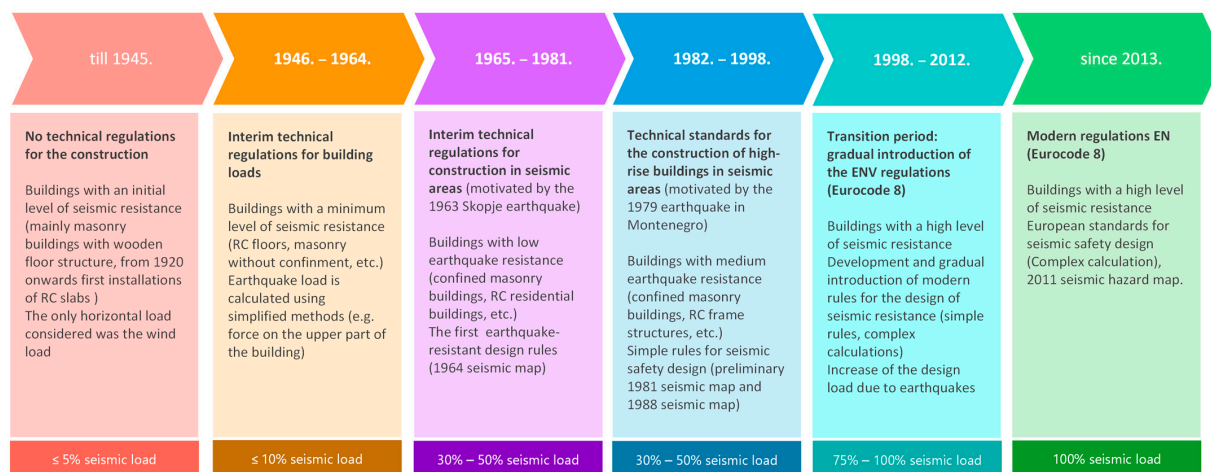 till 1945.
1946. – 1964.
1965. – 1981.
1982. – 1998.
1998. – 2012.
since 2013.
No technical regulations
for the construction
Buildings with an initial
level of seismic resistance
(mainly masonry
buildings with wooden
floor structure, from 1920
onwards first installations
of RC slabs )
The only horizontal load
considered was the wind
load
≤ 5% seismic load
Interim technical
regulations for building
loads
Buildings with a minimum
level of seismic resistance
(RC floors, masonry
without confinment, etc.)
Earthquake load is
calculated using
simplified methods (e.g.
force on the upper part of
the building)
≤ 10% seismic load
Interim technical
regulations for
construction in seismic
areas (motivated by the
1963 Skopje earthquake)
Buildings with low
earthquake resistance
(confined masonry
buildings, RC residential
buildings, etc.)
The first earthquake-
resistant design rules
(1964 seismic map)
30% – 50% seismic load
Technical standards for
the construction of high-
rise buildings in seismic
areas (motivated by the
1979 earthquake in
Montenegro)
Buildings with medium
earthquake resistance
(confined masonry
buildings, RC frame
structures, etc.)
Simple rules for seismic
safety design (preliminary
1981 seismic map and
1988 seismic map)
30% – 50% seismic load
Transition period:
gradual introduction of
the ENV regulations
(Eurocode 8)
Buildings with a high level
of seismic resistance
Development and gradual
introduction of modern
rules for the design of
seismic resistance (simple
rules, complex
calculations)
Increase of the design
load due to earthquakes
75% – 100% seismic load
Modern regulations EN
(Eurocode 8)
Buildings with a high level
of seismic resistance
European standards for
seismic safety design
(Complex calculation),
2011 seismic hazard map.
100% seismic load